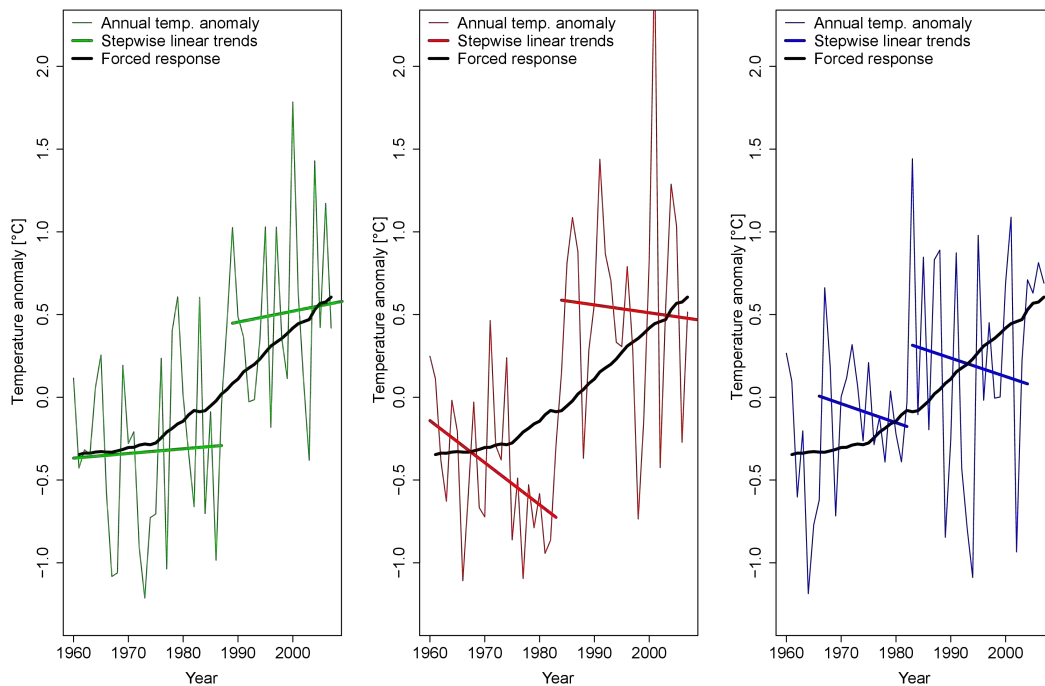 Annual temp. anomaly
Stepwise linear trends
Forced response
Temperature anomaly [°C]
2.0
1.5
1.0
0.5
0.0
−0.5
−1.0
1960 1970 1980 1990 2000
Year
Annual temp. anomaly
Stepwise linear trends
Forced response
Temperature anomaly [°C]
2.0
1.5
1.0
0.5
0.0
−0.5
−1.0
1960 1970 1980 1990 2000
Year
Annual temp. anomaly
Stepwise linear trends
Forced response
Temperature anomaly [°C]
2.0
1.5
1.0
0.5
0.0
−0.5
−1.0
1960 1970 1980 1990 2000
Year